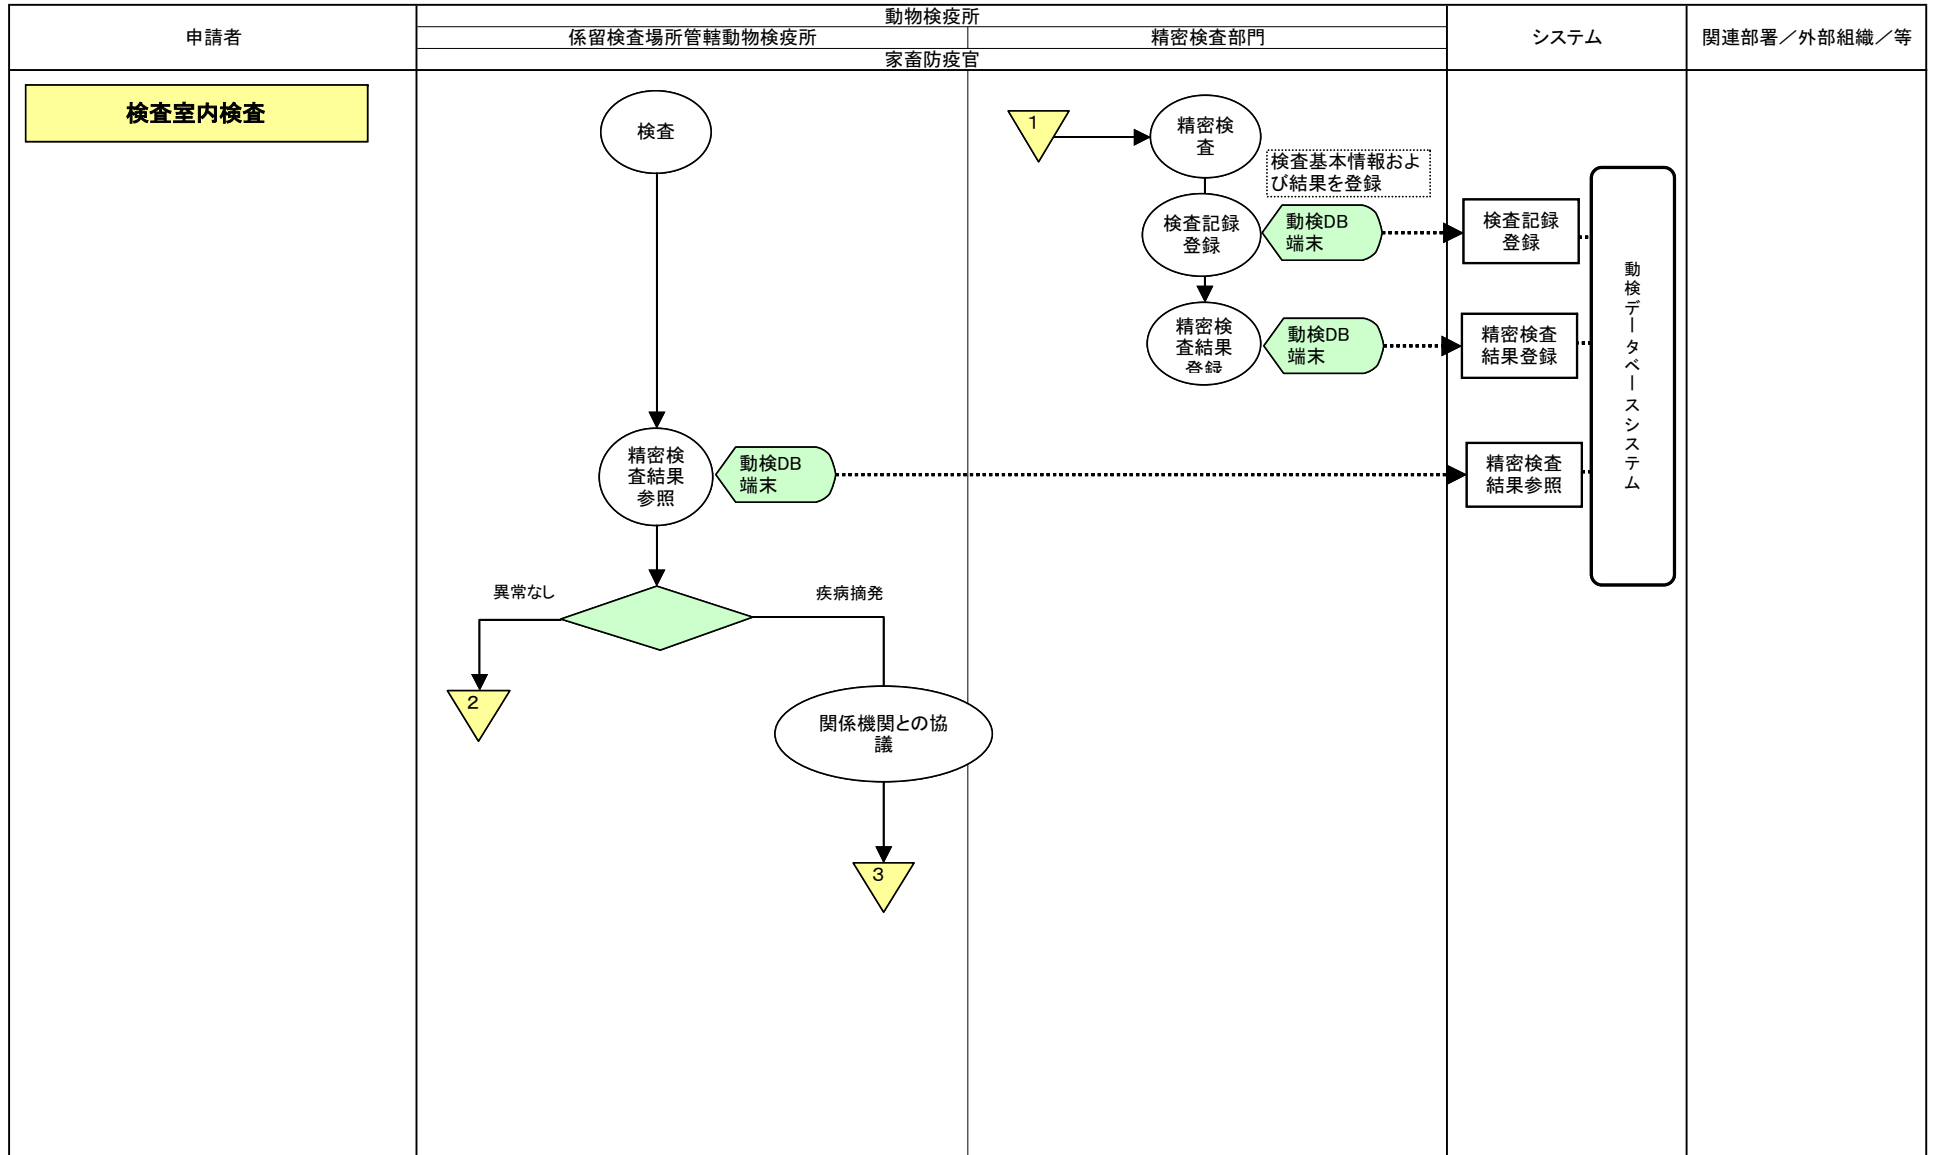 動物検疫所
申請者
係留検査場所管轄動物検疫所
精密検査部門
システム
関連部署／外部組織／等
家畜防疫官
検査室内検査
検査
1
精密検
査
検査基本情報およ
び結果を登録
検査記録
登録
動検DB
端末
検査記録
登録
動検データベースシステム
精密検
査結果
登録
動検DB
端末
精密検査
結果登録
精密検
査結果
参照
動検DB
端末
精密検査
結果参照
異常なし
疾病摘発
2
関係機関との協
議
3